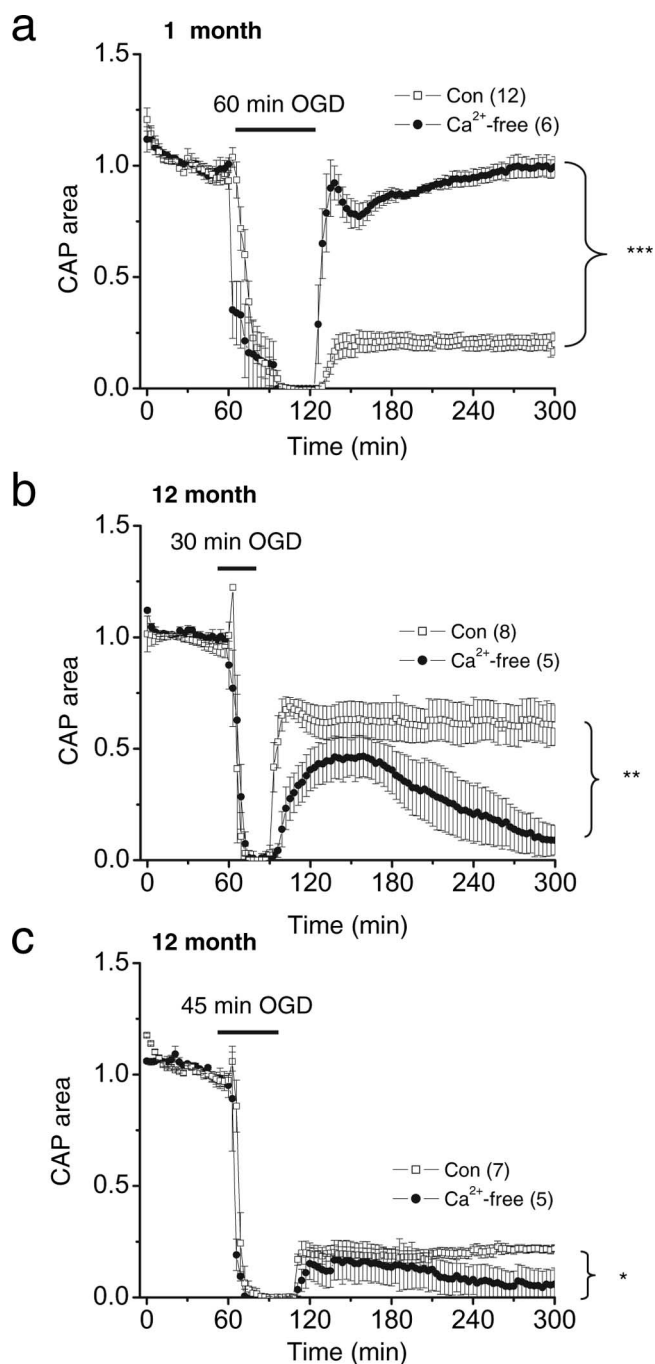 a
1 month
60 min OGD
Con (12)
Ca²⁺-free (6)
***
CAP area
1.5
1.0
0.5
0.0
0 60 120 180 240 300
Time (min)
b
12 month
30 min OGD
Con (8)
Ca²⁺-free (5)
**
CAP area
1.5
1.0
0.5
0.0
0 60 120 180 240 300
Time (min)
c
12 month
45 min OGD
Con (7)
Ca²⁺-free (5)
*
CAP area
1.5
1.0
0.5
0.0
0 60 120 180 240 300
Time (min)